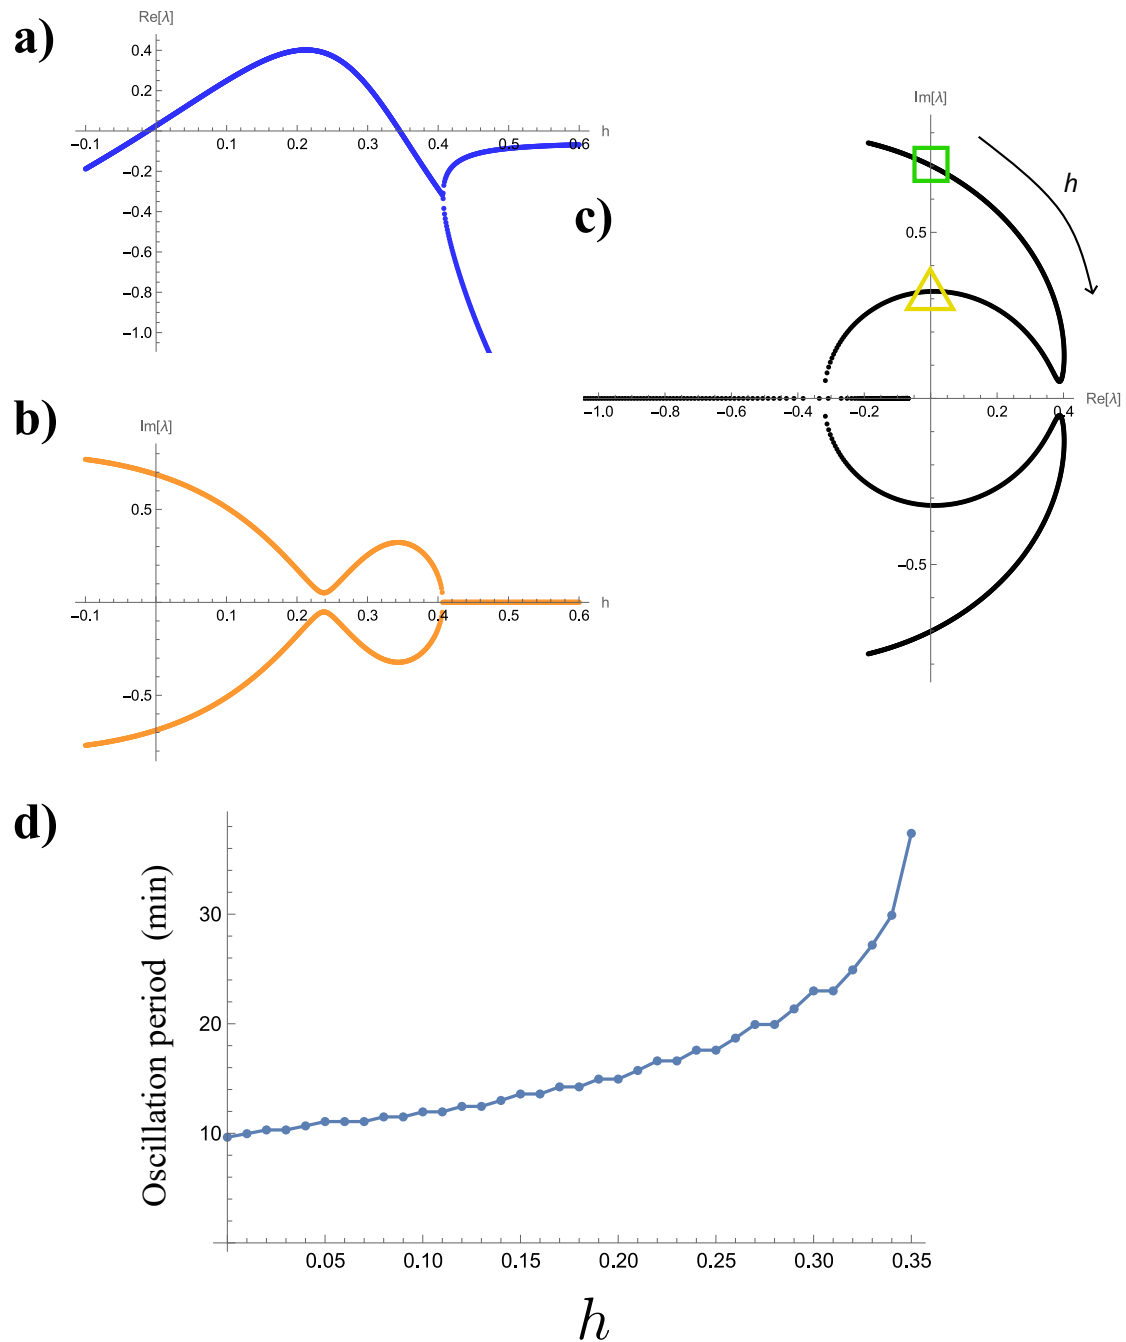 a)
Re[λ]
0.4
0.2
-0.1 0.1 0.2 0.3 0.4 0.5 0.6 h
-0.2
-0.4
-0.6
-0.8
-1.0
b)
Im[λ]
0.5
-0.1 0.1 0.2 0.3 0.4 0.5 0.6 h
-0.5
c)
Im[λ]
h
0.5
-1.0 -0.8 -0.6 -0.4 -0.2 0.2 0.4 Re[λ]
-0.5
d)
Oscillation period (min)
30
20
10
0.05 0.10 0.15 0.20 0.25 0.30 0.35
h